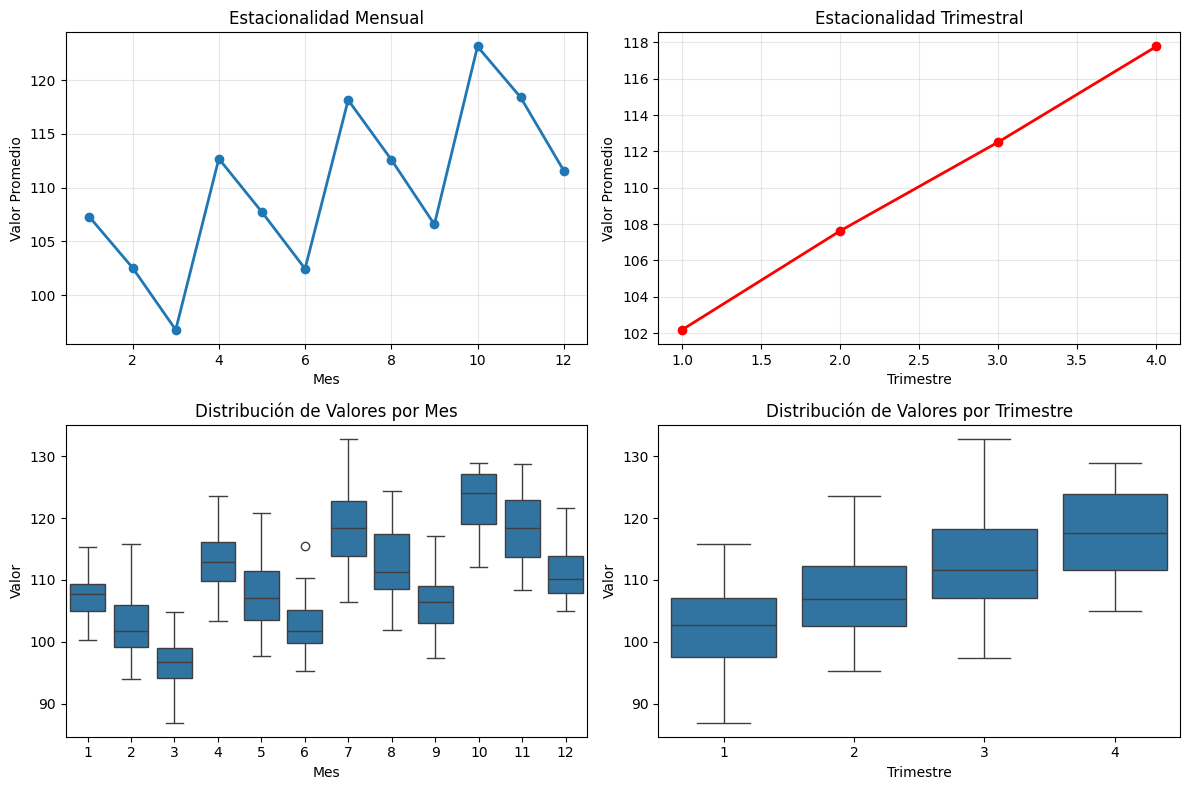 Estacionalidad Mensual
Valor Promedio
120
115
110
105
100
2 4 6 8 10 12
Mes
Estacionalidad Trimestral
Valor Promedio
118
116
114
112
110
108
106
104
102
1.0 1.5 2.0 2.5 3.0 3.5 4.0
Trimestre
Distribución de Valores por Mes
Valor
130
120
110
100
90
1 2 3 4 5 6 7 8 9 10 11 12
Mes
Distribución de Valores por Trimestre
Valor
130
120
110
100
90
1 2 3 4
Trimestre